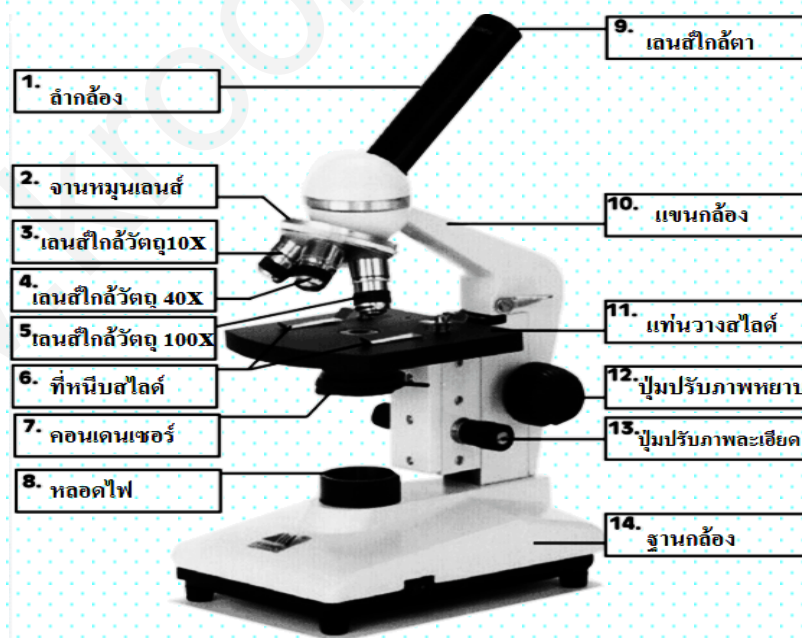 1. ลำกล้อง
2. จานหมุนเลนส์
3. เลนส์ใกล้วัตถุ10X
4. เลนส์ใกล้วัตถุ 40X
5. เลนส์ใกล้วัตถุ 100X
6. ที่หนีบสไลด์
7. คอนเดนเซอร์
8. หลอดไฟ
9. เลนส์ใกล้ตา
10. แขนกล้อง
11. แท่นวางสไลด์
12. ปุ่มปรับภาพหยาบ
13. ปุ่มปรับภาพละเฮียด
14. ฐานกล้อง